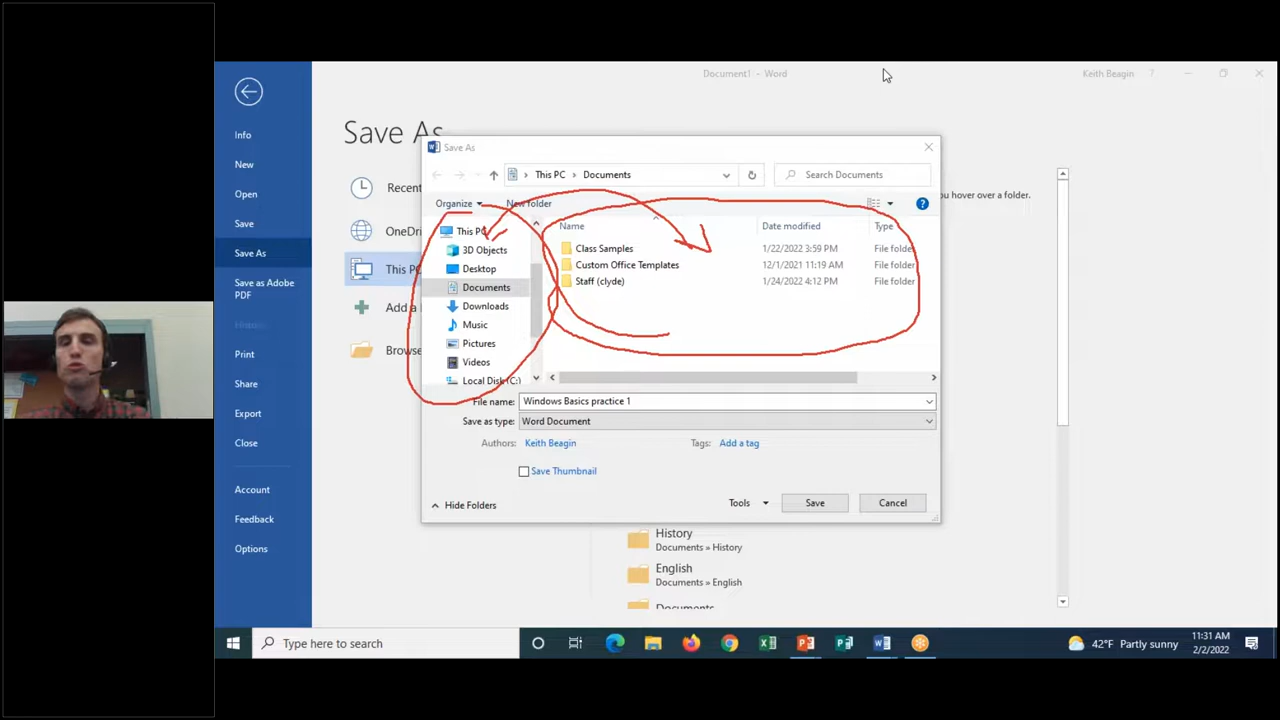 Document1 - Word
Keith Beagin
?
Info
New
Open
Save
Save As
Save as Adobe
PDF
History
Print
Share
Export
Close
Account
Feedback
Options
Save As
Recent
OneDri
This PC
Add a
Browse
you hover over a folder.
Save As
This PC › Documents
Search Documents
Organize
New folder
This PC
3D Objects
Desktop
Documents
Downloads
Music
Pictures
Videos
Local Disk (C:)
Name Date modified Type
Class Samples 1/22/2022 3:59 PM File folder
Custom Office Templates 12/1/2021 11:19 AM File folder
Staff (clyde) 1/24/2022 4:12 PM File folder
File name: Windows Basics practice 1
Save as type: Word Document
Authors: Keith Beagin Tags: Add a tag
Save Thumbnail
Hide Folders
Tools
Save
Cancel
History
Documents » History
English
Documents » English
Documents
Type here to search
42°F Partly sunny
11:31 AM
2/2/2022